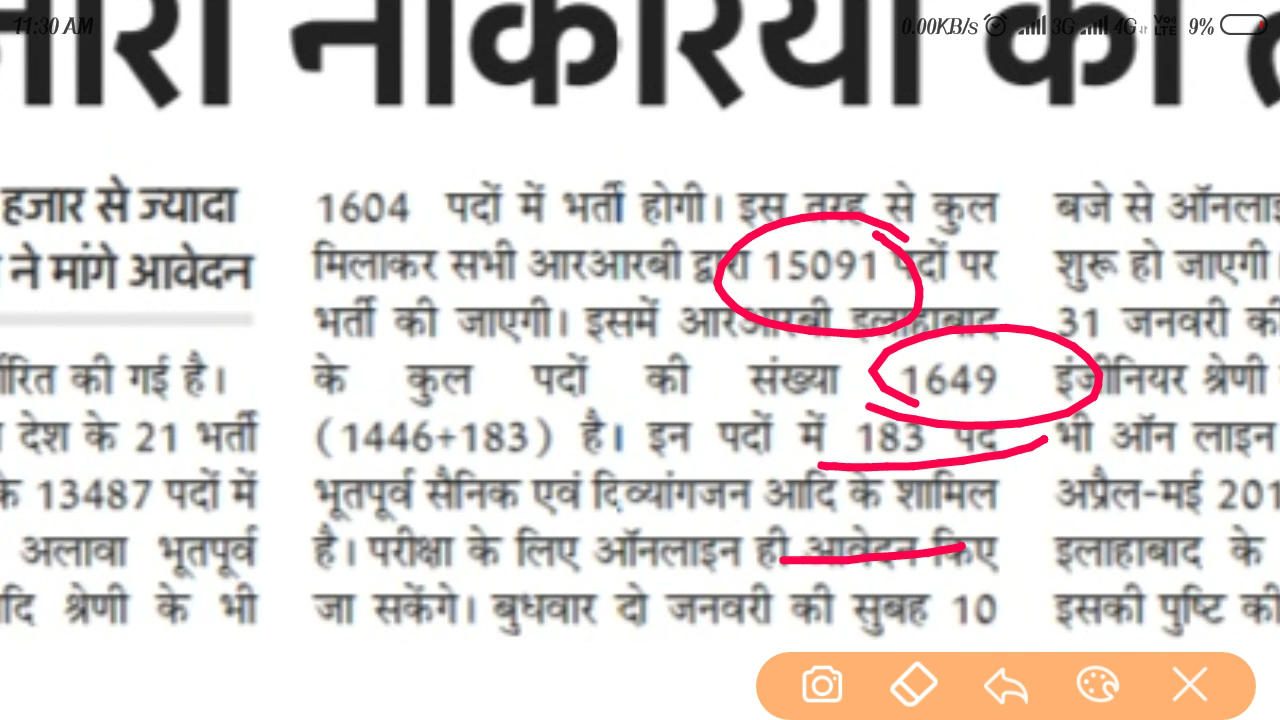 11:30 AM 0.00KB/s 3G 4G VoLTE 9%
नौकरियों की
हजार से ज्यादा
ने मांगे आवेदन
की गई है।
देश के 21 भर्ती
13487 पदों में
अलावा भूतपूर्व
श्रेणी के भी
1604 पदों में भर्ती होगी। इस तरह से कुल
मिलाकर सभी आरआरबी द्वारा 15091 पदों पर
भर्ती की जाएगी। इसमें आरआरबी इलाहाबाद
के कुल पदों की संख्या 1649
(1446+183) है। इन पदों में 183 पद
भूतपूर्व सैनिक एवं दिव्यांगजन आदि के शामिल
है। परीक्षा के लिए ऑनलाइन ही आवेदन किए
जा सकेंगे। बुधवार दो जनवरी की सुबह 10
बजे से
शुरू हो जाएगी।
31 जनवरी
इंजीनियर श्रेणी
भी ऑन लाइन
अप्रैल-मई 201
इलाहाबाद के
इसकी पुष्टि